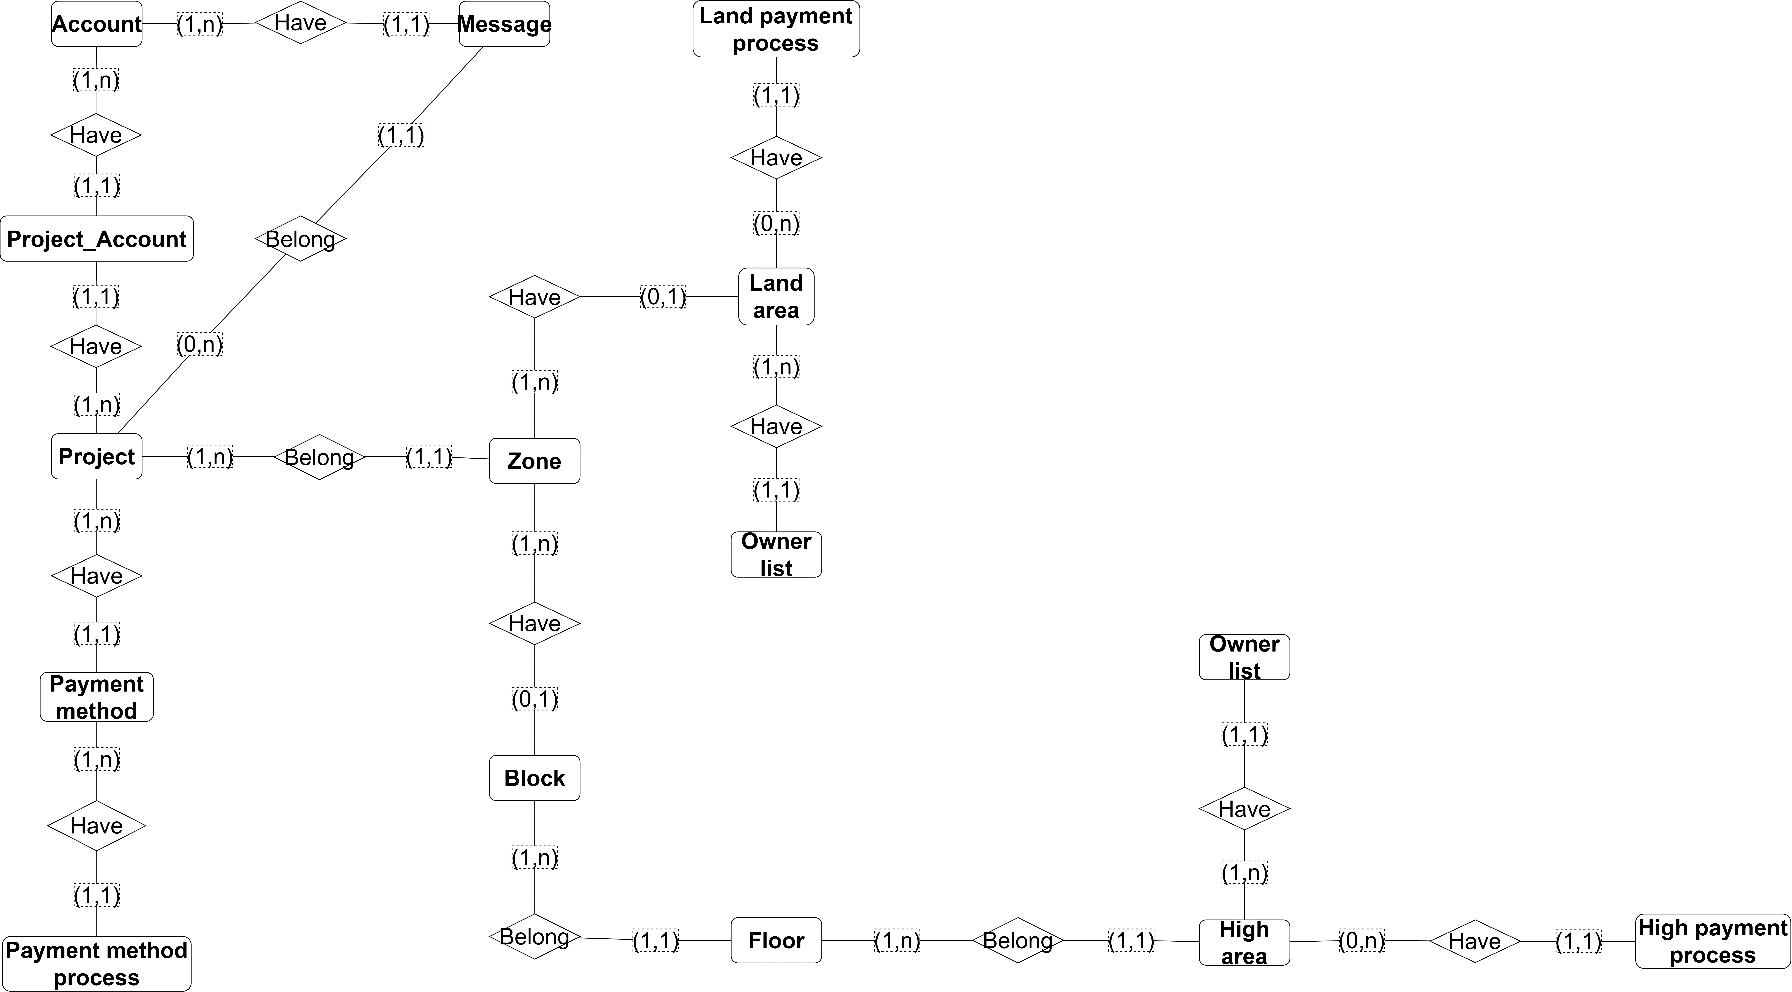 Account
(1,n)
Have
(1,1)
Message
Land payment
process
(1,n)
(1,1)
Have
(1,1)
Have
(1,1)
(0,n)
Project_Account
Belong
(1,1)
Have
(0,1)
Land
area
Have
(0,n)
(1,n)
(1,n)
(1,n)
Have
Project
(1,n)
Belong
(1,1)
Zone
(1,1)
(1,n)
(1,n)
Owner
list
Have
Have
(1,1)
Owner
list
Payment
method
(0,1)
(1,1)
(1,n)
Block
Have
Have
(1,n)
(1,n)
(1,1)
Belong
(1,1)
Floor
(1,n)
Belong
(1,1)
High
area
(0,n)
Have
(1,1)
High payment
process
Payment method
process